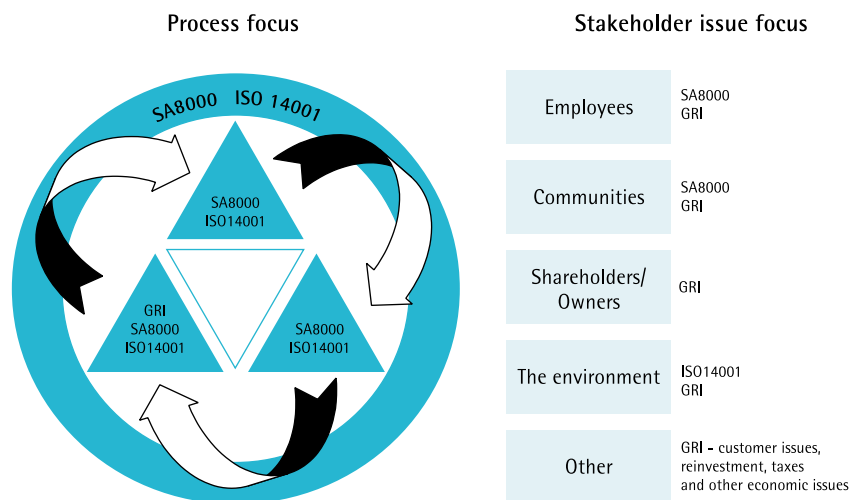 Process focus
SA8000 ISO 14001
SA8000
ISO14001
GRI
SA8000
ISO14001
SA8000
ISO14001
Stakeholder issue focus
Employees
SA8000
GRI
Communities
SA8000
GRI
Shareholders/
Owners
GRI
The environment
ISO14001
GRI
Other
GRI - customer issues,
reinvestment, taxes
and other economic issues